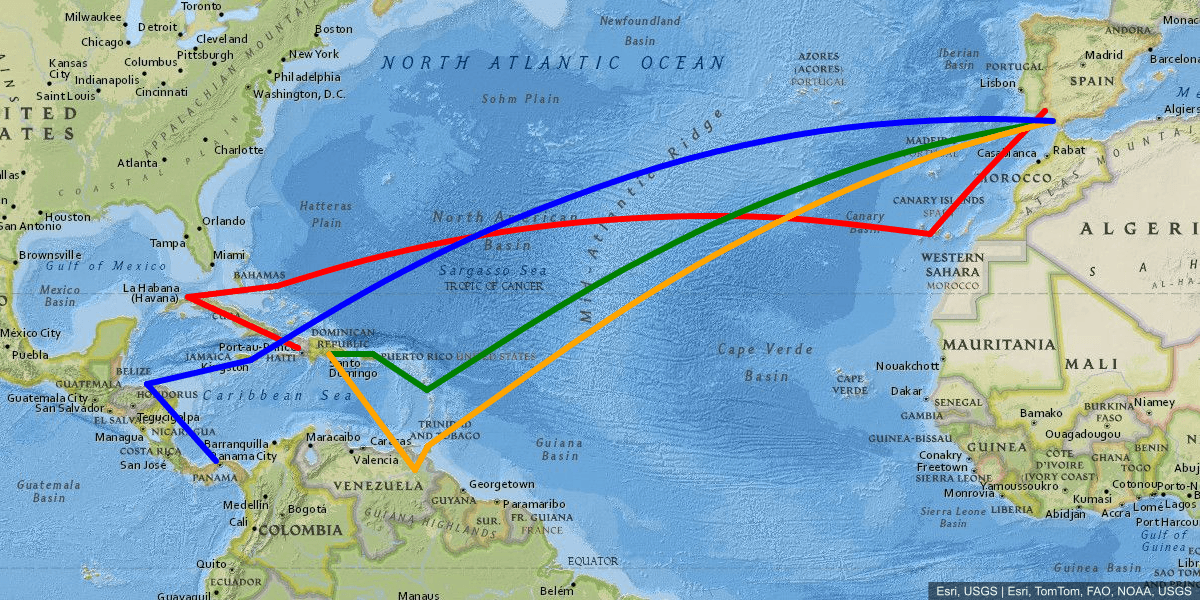 Toronto
Milwaukee
Detroit
Boston
Chicago
Cleveland
New York
Pittsburgh
Kansas
City
Columbus
Indianapolis
Philadelphia
Saint Louis
Cincinnati
Washington, D.C.
APPALACHIAN MOUNTAINS
ITED
ATES
COASTAL PLAIN
Charlotte
Atlanta
llas
Houston
San Antonio
Orlando
Tampa
Brownsville
Miami
Gulf of Mexico
BAHAMAS
Mexico
Basin
La Habana
(Havana)
CUBA
Mexico City
Puebla
Port-au-Prince
HAITI
DOMINICAN
REPUBLIC
Santo
Domingo
PUERTO RICO UNITED STATES
JAMAICA
Kingston
BELIZE
GUATEMALA
HONDURAS
Guatemala City
San Salvador
Tegucigalpa
EL SALVADOR
NICARAGUA
Managua
COSTA RICA
San José
Caribbean Sea
Barranquilla
Panama City
PANAMA
Maracaibo
Caracas
Valencia
TRINIDAD
AND TOBAGO
VENEZUELA
Georgetown
GUYANA
Paramaribo
SUR.
FR. GUIANA
FRANCE
GUIANA HIGHLANDS
Medellín
Bogotá
Cali
COLOMBIA
Guatemala
Basin
Quito
ECUADOR
Guayaquil
Manaus
Belém
EQUATOR
Newfoundland
Basin
NORTH ATLANTIC OCEAN
Sohm Plain
Hatteras
Plain
North American
Basin
Sargasso Sea
TROPIC OF CANCER
Mid-Atlantic Ridge
Guiana
Basin
Cape Verde
Basin
AZORES
(AÇORES)
PORTUGAL
Iberian
Basin
PORTUGAL
Lisbon
Madrid
SPAIN
ANDORRA
Monaco
Barcelona
Algiers
MADEIRA
PORTUGAL
Casablanca
Rabat
MOROCCO
ATLAS MOUNTAINS
CANARY ISLANDS
SPAIN
Canary
Basin
ALGERI
WESTERN
SAHARA
MOROCCO
SA
AL-HA
MAURITANIA
MALI
Nouakchott
CAPE
VERDE
Dakar
SENEGAL
GAMBIA
Bamako
BURKINA
FASO
Niamey
Ouagadougou
GUINEA-BISSAU
GUINEA
Conakry
Freetown
SIERRA LEONE
CÔTE
D'IVOIRE
(IVORY COAST)
GHANA
TOGO
BENIN
Abuj
Yamoussoukro
Monrovia
LIBERIA
Kumasi
Cotonou
Porto-N
Abidjan
Accra
Lomé
Lagos
Port Harcou
Sierra Leone
Basin
Gulf of
Guinea
Libr
Guinea Basin
SAO TOM
Esri, USGS | Esri, TomTom, FAO, NOAA, USGS